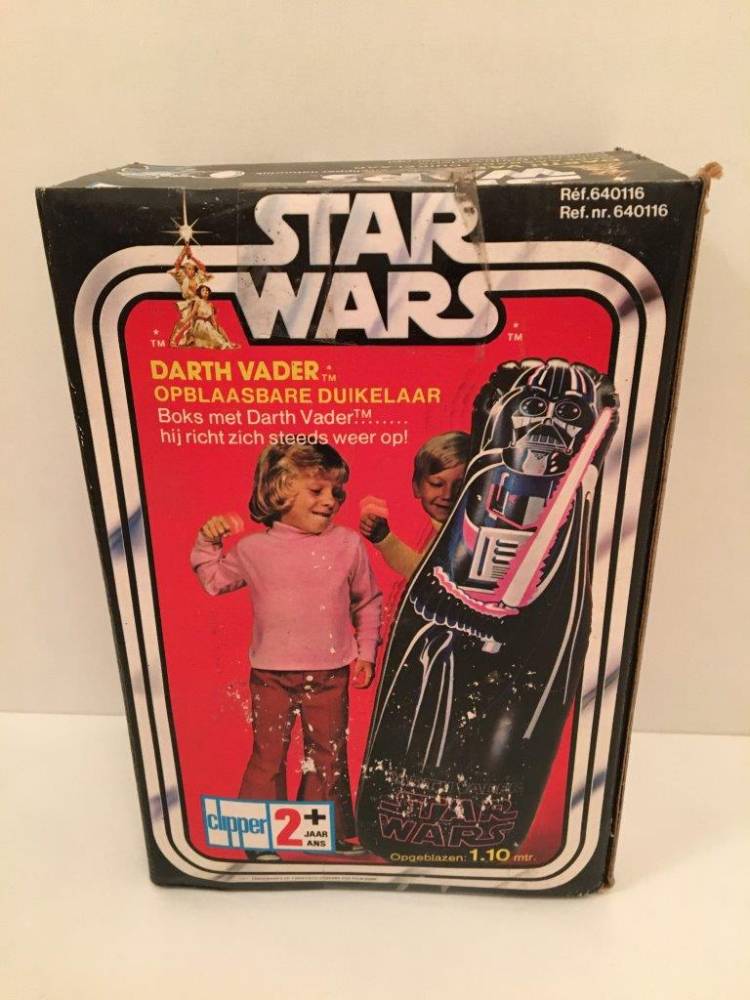 Réf.640116
Ref. nr. 640116
STAR
WARS
TM
TM
DARTH VADER TM
OPBLAASBARE DUIKELAAR
Boks met Darth Vader™........
hij richt zich steeds weer op!
STAR
WARS
clipper
2+
JAAR
ANS
Opgeblazen: 1.10 mtr.